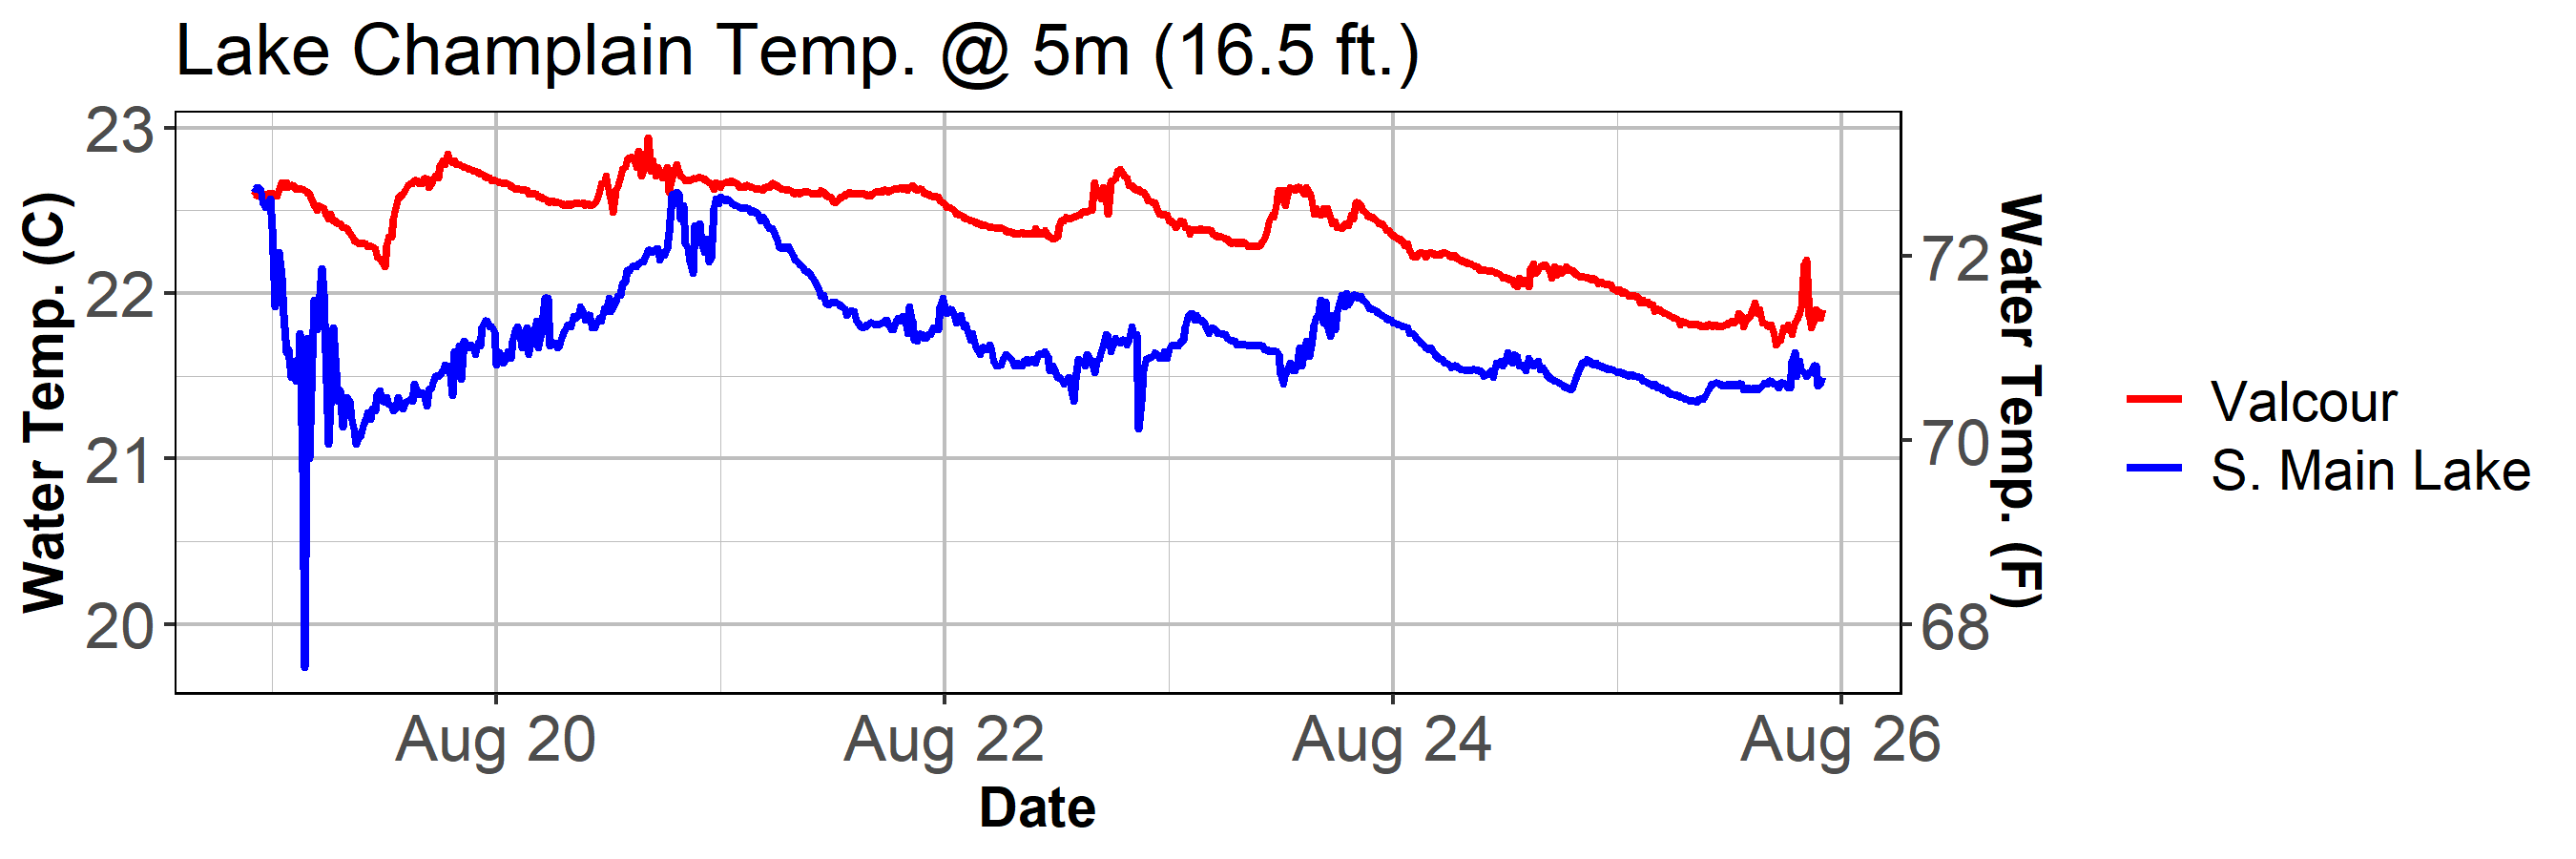 Lake Champlain Temp. @ 5m (16.5 ft.)
Water Temp. (C)
23
22
21
20
72
70
68
Water Temp. (F)
Aug 20
Aug 22
Aug 24
Aug 26
Date
Valcour
S. Main Lake